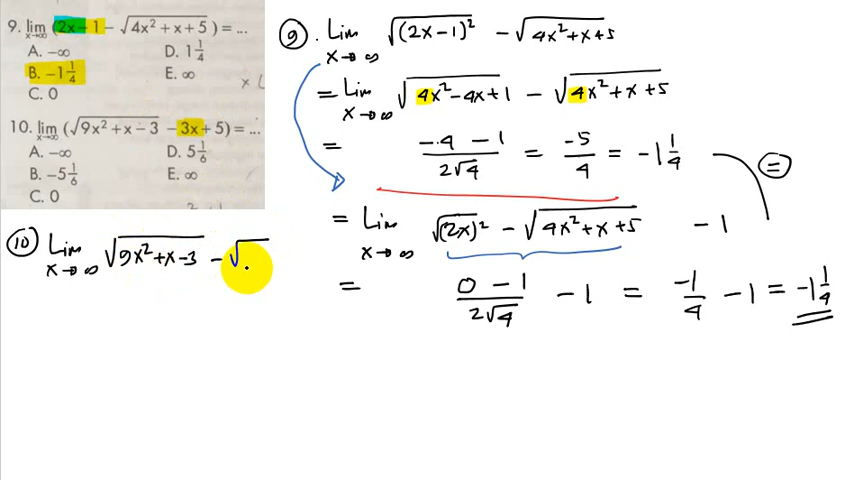 9. lim x→∞ (2x – 1 – √4x² + x + 5) = ...
A. –∞
D. 1 1/4
B. –1 1/4
E. ∞
C. 0
10. lim x→∞ (√9x² + x – 3 – 3x + 5) = ...
A. –∞
D. 5 1/6
B. –5 1/6
E. ∞
C. 0
⑨. Lim x→∞ √(2x-1)² - √4x²+x+5
= Lim x→∞ √4x²-4x+1 - √4x²+x+5
= (-4 - 1)/(2√4) = -5/4 = -1 1/4
=
= Lim x→∞ √(2x)² - √4x²+x+5 - 1
= (0 - 1)/(2√4) - 1 = -1/4 - 1 = -1 1/4
⑩ Lim x→∞ √9x²+x-3 - √